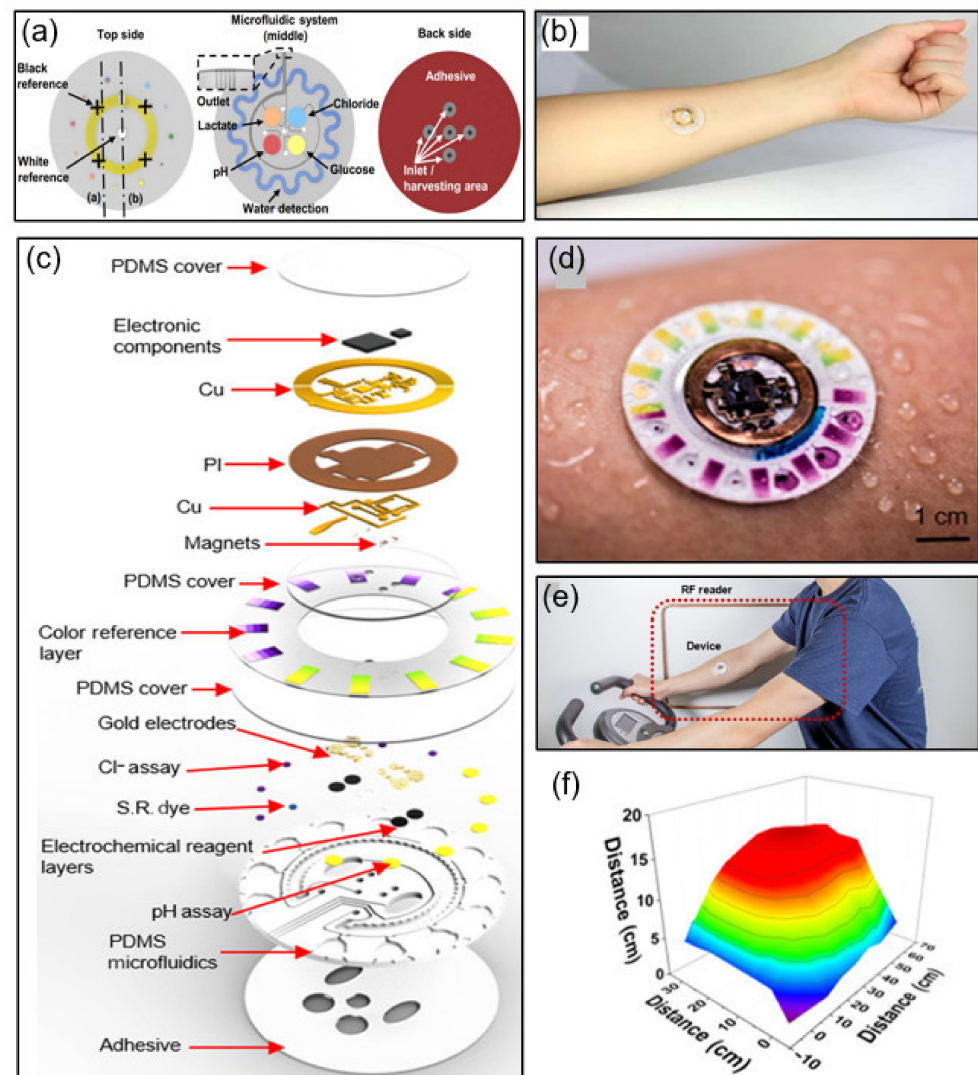 (a)
Top side
Microfluidic system
(middle)
Back side
Black reference
White reference
(a)
(b)
Outlet
Lactate
Chloride
pH
Glucose
Water detection
Adhesive
Inlet /
harvesting area
(b)
(c)
PDMS cover
Electronic
components
Cu
PI
Cu
Magnets
PDMS cover
Color reference
layer
PDMS cover
Gold electrodes
Cl- assay
S.R. dye
Electrochemical reagent
layers
pH assay
PDMS
microfluidics
Adhesive
(d)
1 cm
(e)
RF reader
Device
(f)
20
15
10
5
0
Distance (cm)
30
20
10
0
Distance (cm)
-10
0
10
20
30
40
50
60
70
Distance (cm)